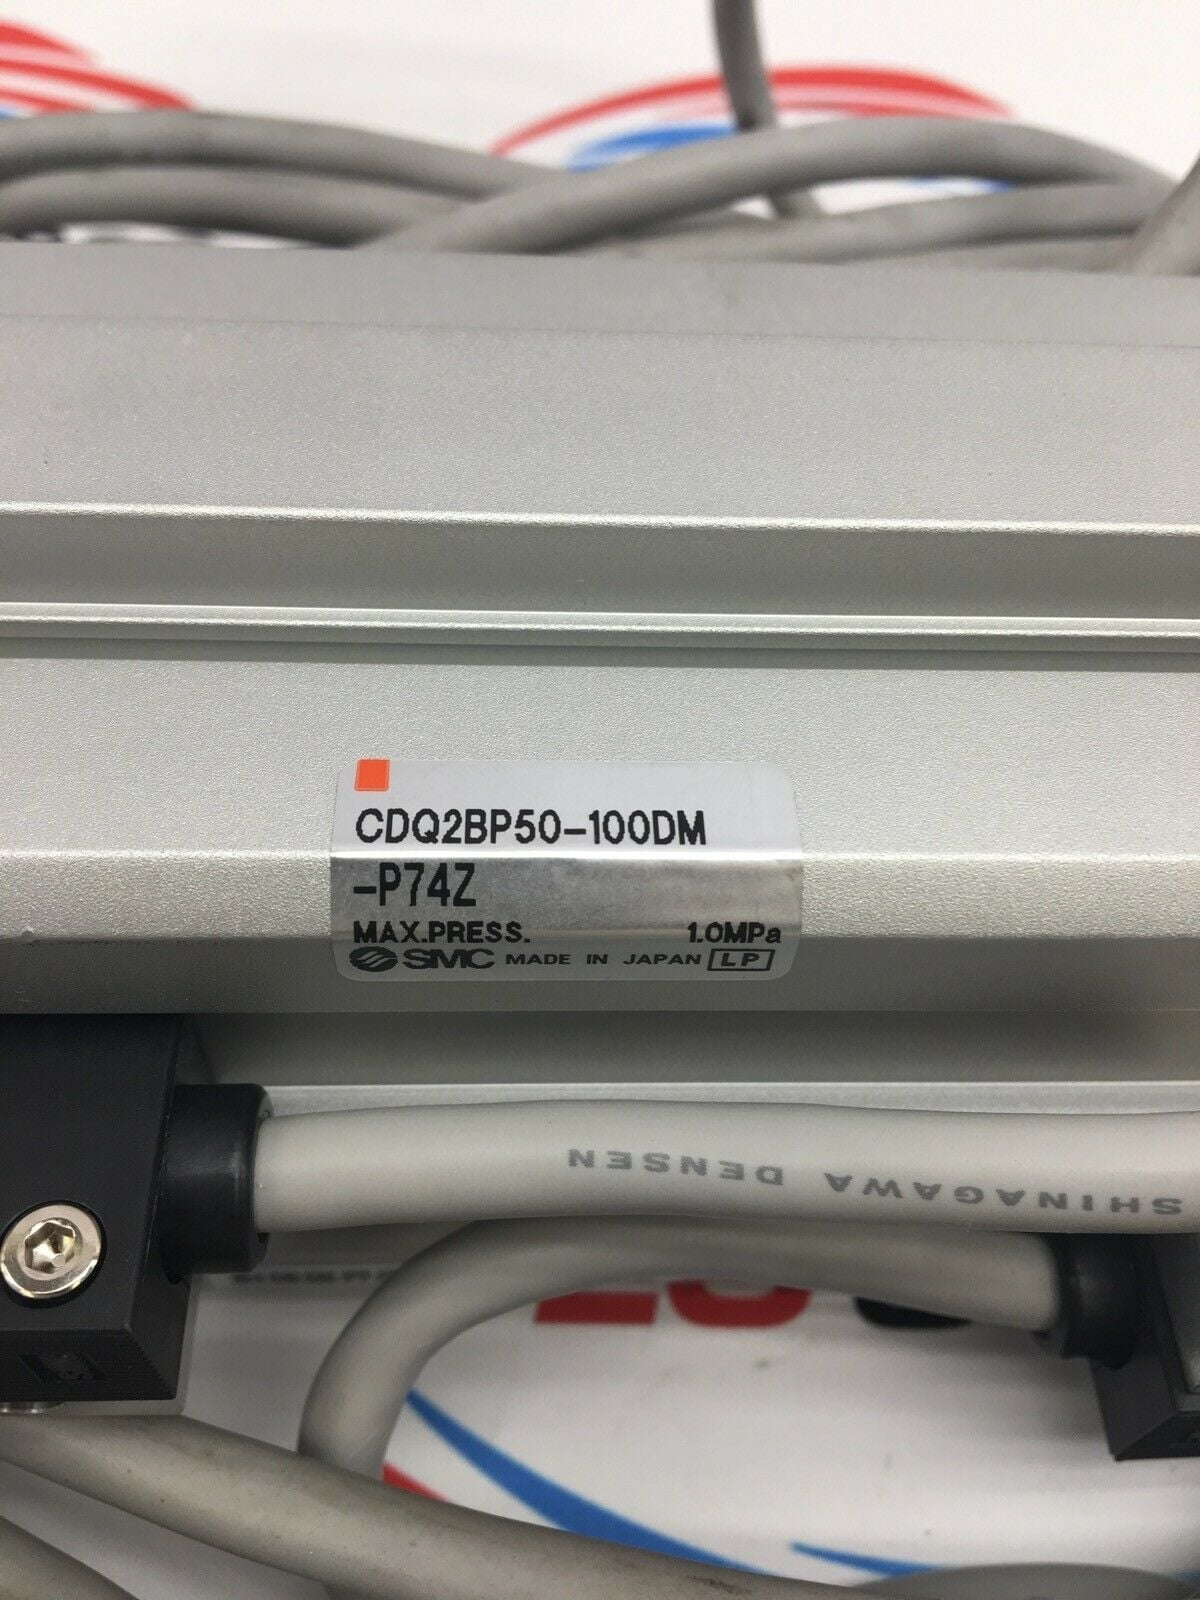 CDQ2BP50-100DM
-P74Z
MAX.PRESS. 1.0MPa
SMC MADE IN JAPAN LP
SHINAGAWA DENSEN